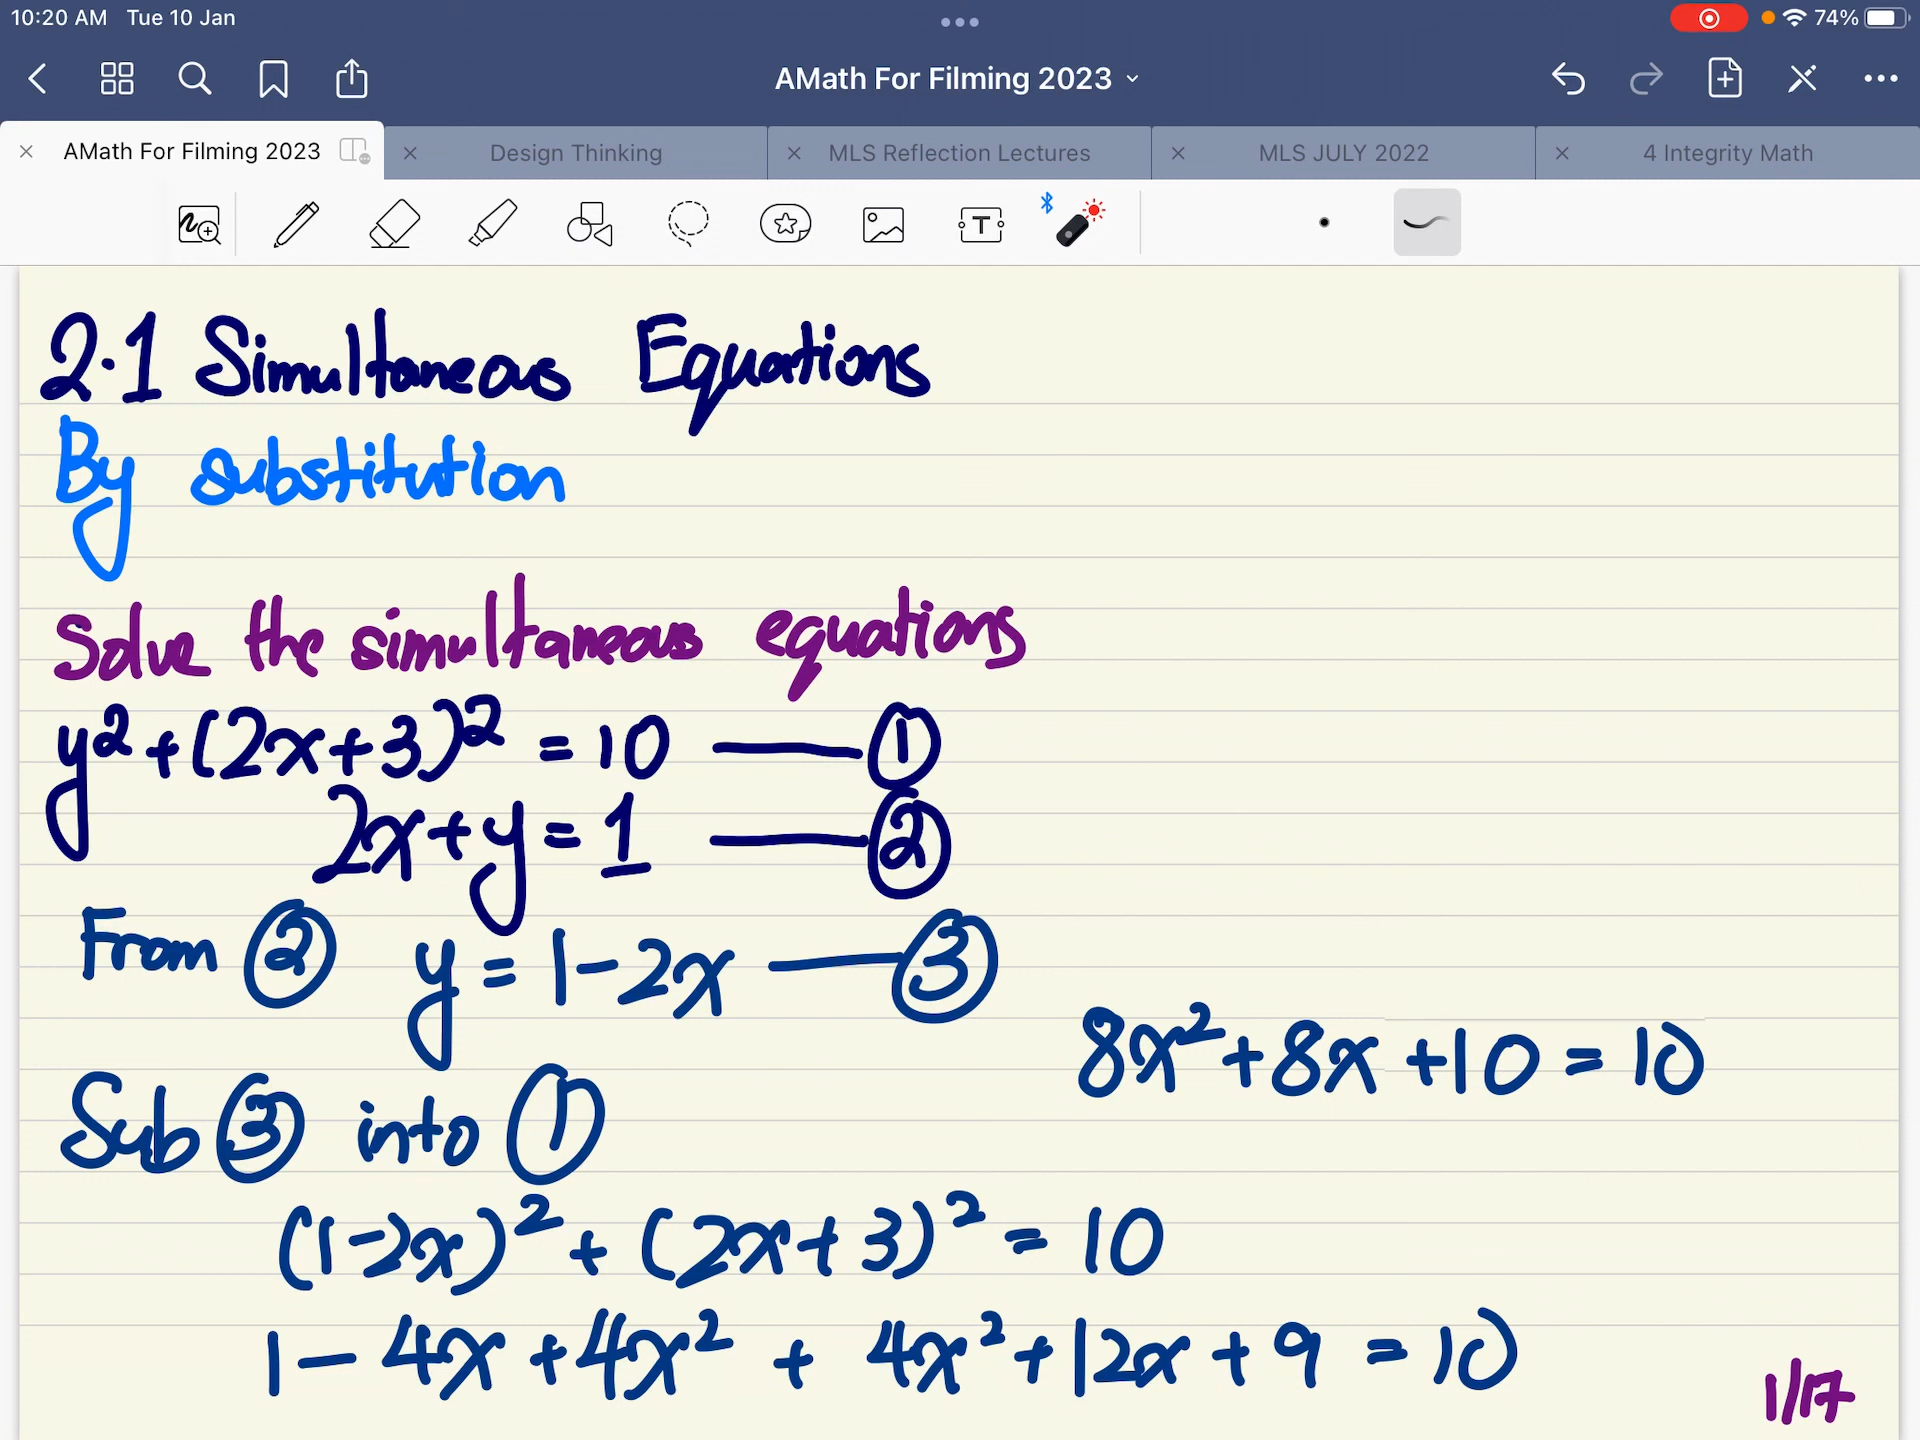 10:20 AM Tue 10 Jan
74%
AMath For Filming 2023
AMath For Filming 2023 Design Thinking MLS Reflection Lectures MLS JULY 2022 4 Integrity Math
T
2.1 Simultaneous Equations
By substitution
Solve the simultaneous equations
y² + (2x+3)² = 10 —— ①
2x+y = 1 —— ②
From ② y = 1-2x —— ③
Sub ③ into ①
(1-2x)² + (2x+3)² = 10
1 - 4x + 4x² + 4x² + 12x + 9 = 10
8x² + 8x + 10 = 10
1/17